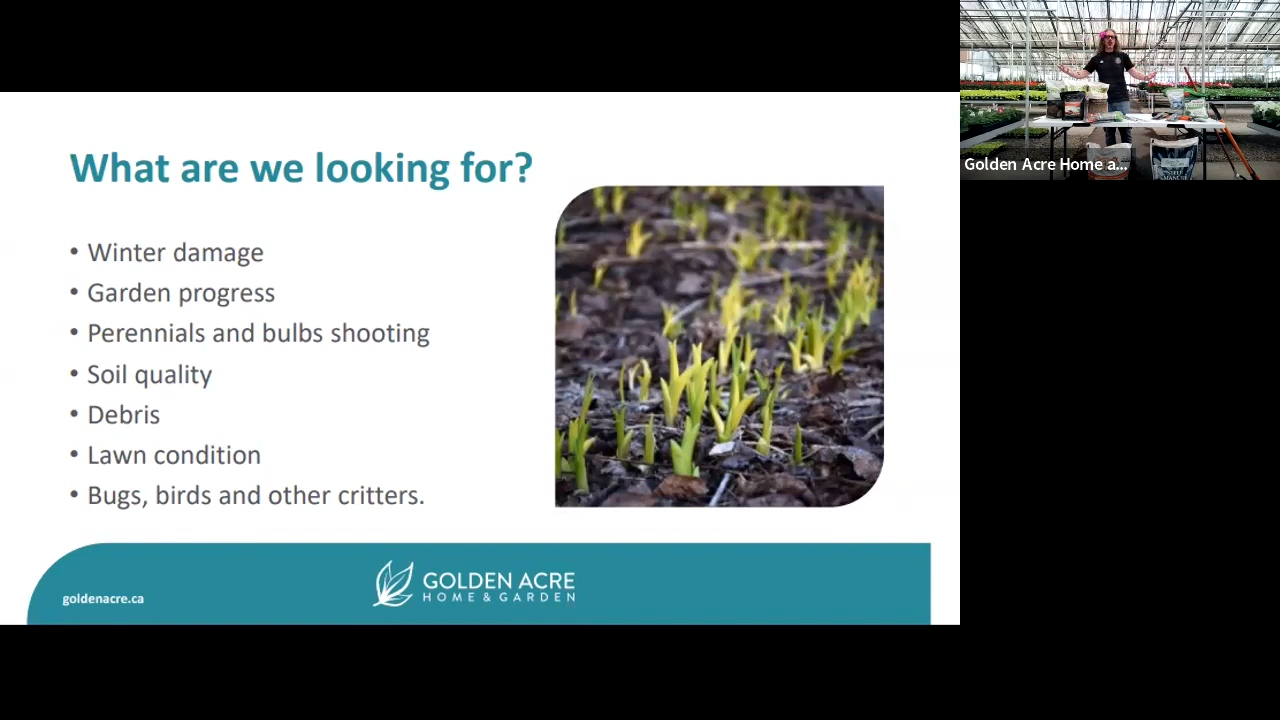 What are we looking for?
• Winter damage
• Garden progress
• Perennials and bulbs shooting
• Soil quality
• Debris
• Lawn condition
• Bugs, birds and other critters.
goldenacre.ca
GOLDEN ACRE
HOME & GARDEN
Golden Acre Home a...